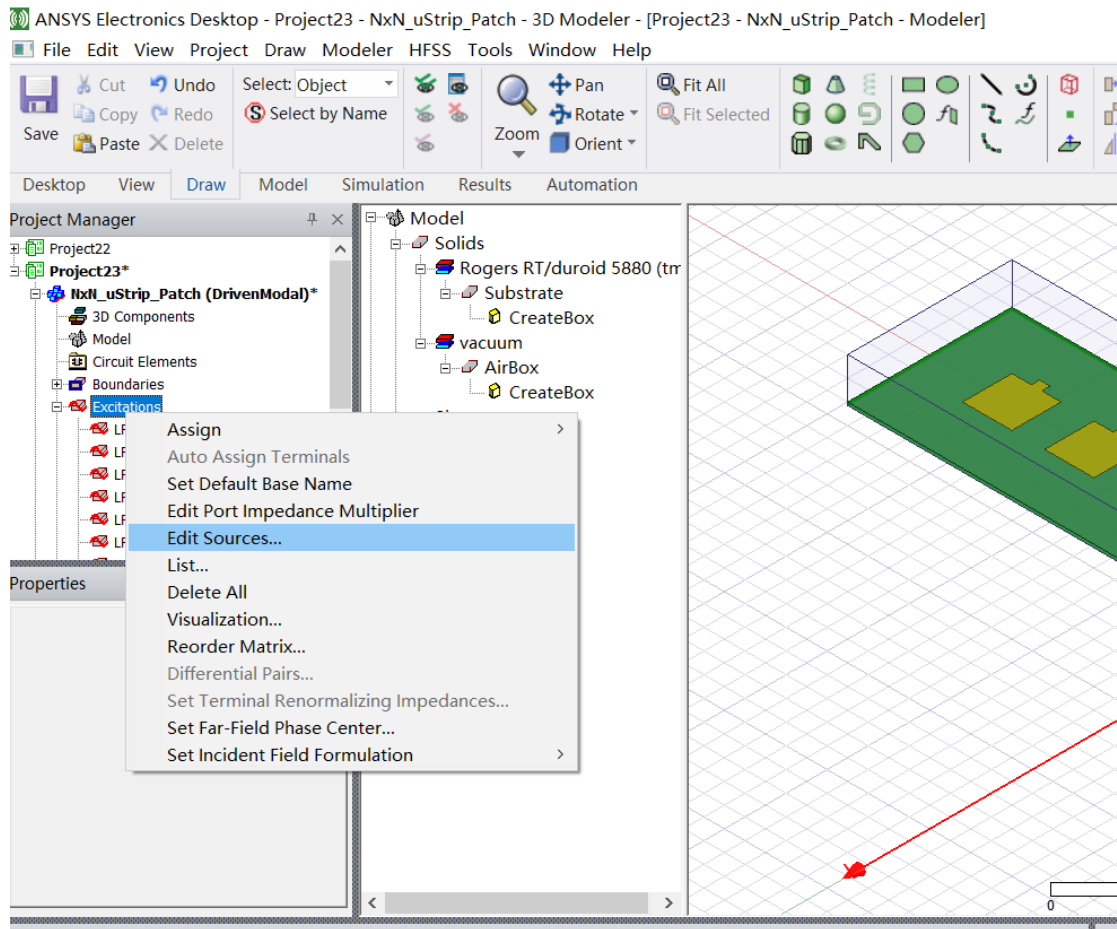 ANSYS Electronics Desktop - Project23 - NxN_uStrip_Patch - 3D Modeler - [Project23 - NxN_uStrip_Patch - Modeler]
File Edit View Project Draw Modeler HFSS Tools Window Help
Save
Cut
Copy
Paste
Undo
Redo
Delete
Select: Object
Select by Name
Zoom
Pan
Rotate
Orient
Fit All
Fit Selected
Desktop View Draw Model Simulation Results Automation
Project Manager
Project22
Project23*
NxN_uStrip_Patch (DrivenModal)*
3D Components
Model
Circuit Elements
Boundaries
Excitations
Properties
Model
Solids
Rogers RT/duroid 5880 (tm
Substrate
CreateBox
vacuum
AirBox
CreateBox
Assign
Auto Assign Terminals
Set Default Base Name
Edit Port Impedance Multiplier
Edit Sources...
List...
Delete All
Visualization...
Reorder Matrix...
Differential Pairs...
Set Terminal Renormalizing Impedances...
Set Far-Field Phase Center...
Set Incident Field Formulation
0